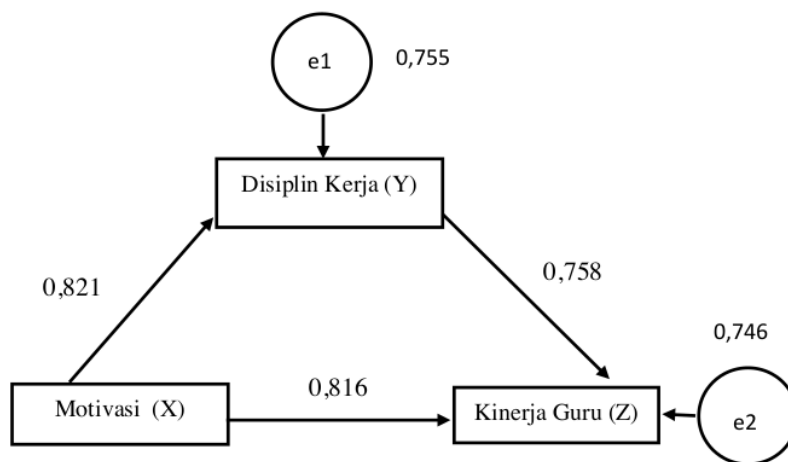 e1
0,755
Disiplin Kerja (Y)
0,821
0,758
0,746
Motivasi (X)
0,816
Kinerja Guru (Z)
e2